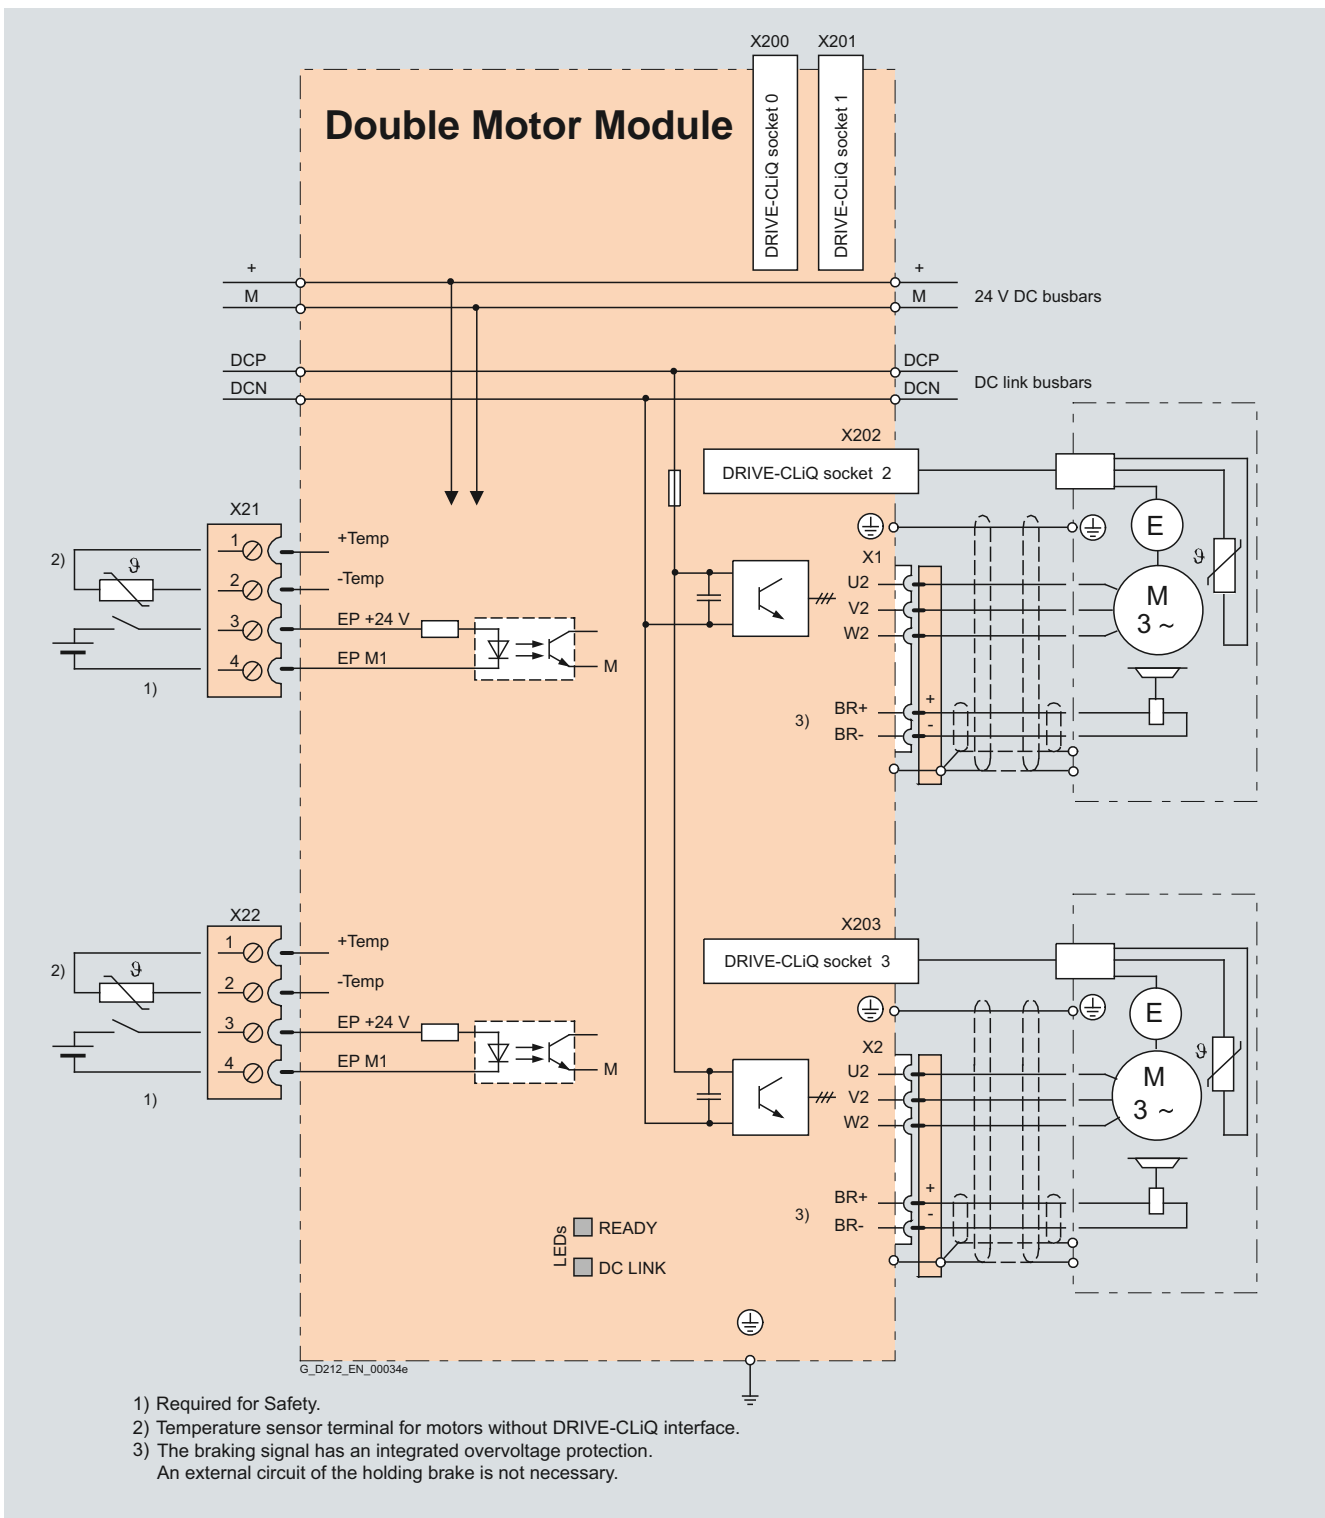 X200 X201
Double Motor Module
DRIVE-CLiQ socket 0
DRIVE-CLiQ socket 1
+ +
M M 24 V DC busbars
DCP DCP
DCN DCN DC link busbars
X202
DRIVE-CLiQ socket 2
X21
1 +Temp
2) ϑ
2 -Temp
3 EP +24 V
4 EP M1
M
1)
X1
U2
V2
W2
E
ϑ
M
3 ~
3) BR+ +
BR- -
X203
DRIVE-CLiQ socket 3
X22
1 +Temp
2) ϑ
2 -Temp
3 EP +24 V
4 EP M1
M
1)
X2
U2
V2
W2
E
ϑ
M
3 ~
3) BR+ +
BR- -
LEDs
READY
DC LINK
G_D212_EN_00034e
1) Required for Safety.
2) Temperature sensor terminal for motors without DRIVE-CLiQ interface.
3) The braking signal has an integrated overvoltage protection.
An external circuit of the holding brake is not necessary.